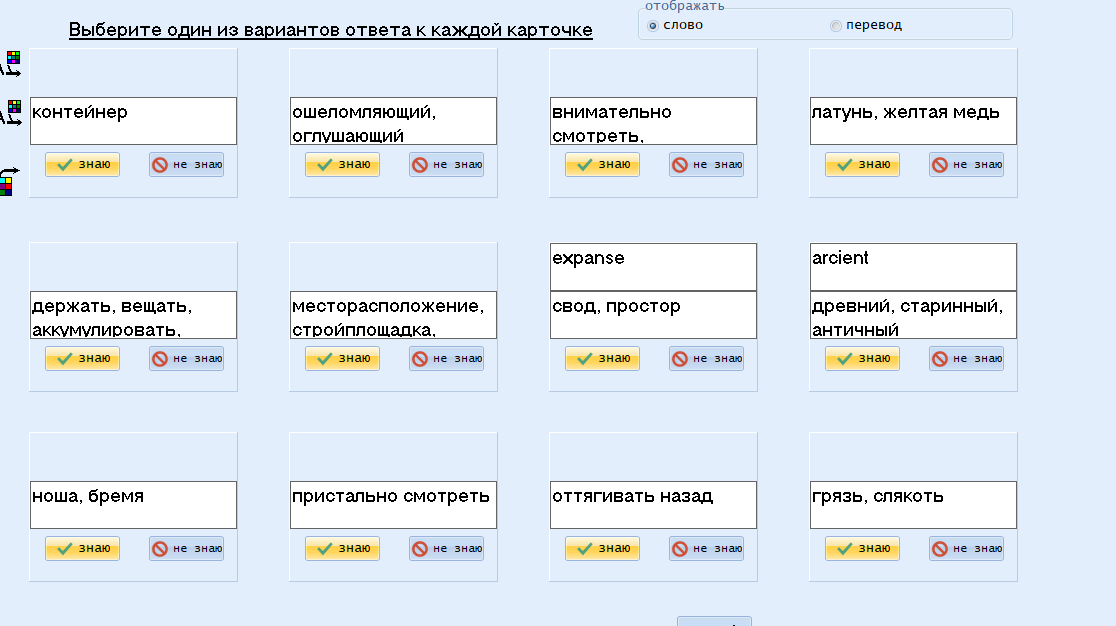 отображать
Выберите один из вариантов ответа к каждой карточке
слово перевод
контейнер
ошеломляющий,
оглушающий
внимательно
смотреть,
латунь, желтая медь
знаю не знаю знаю не знаю знаю не знаю знаю не знаю
держать, вещать,
аккумулировать,
месторасположение,
стройплощадка,
expanse
свод, простор
arcient
древний, старинный,
античный
знаю не знаю знаю не знаю знаю не знаю знаю не знаю
ноша, бремя
пристально смотреть
оттягивать назад
грязь, слякоть
знаю не знаю знаю не знаю знаю не знаю знаю не знаю